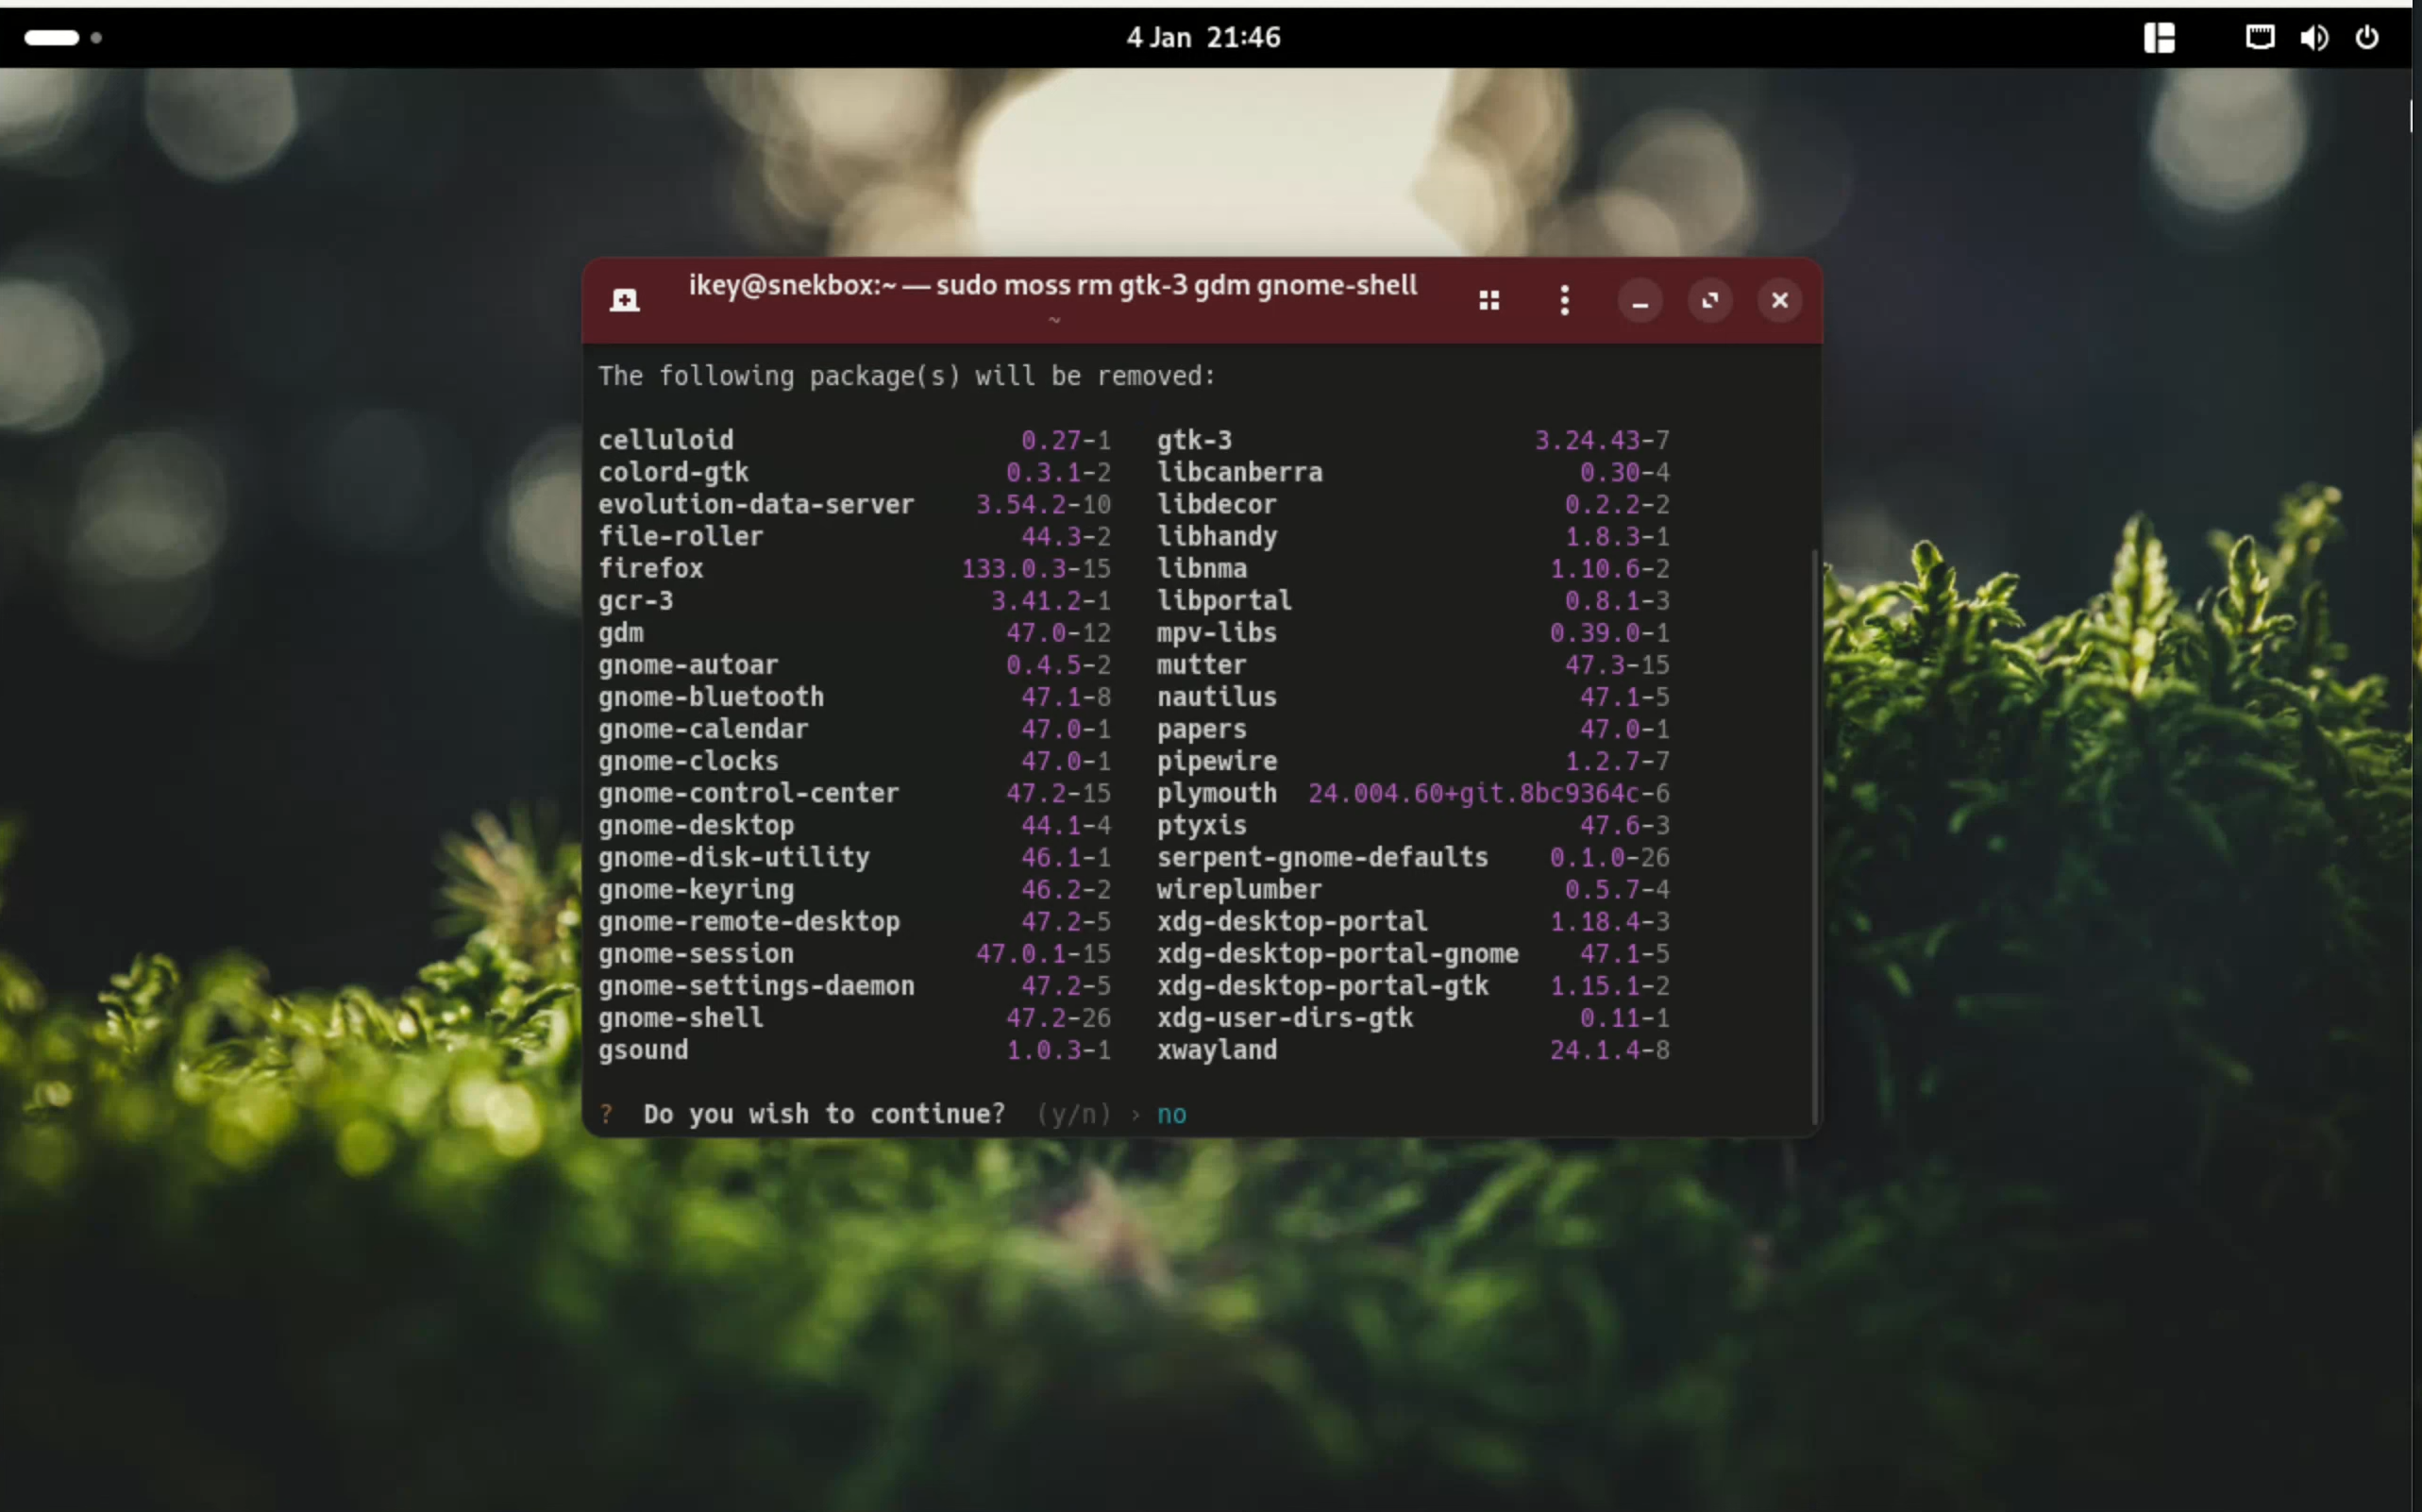 4 Jan 21:46
ikey@snekbox:~ — sudo moss rm gtk-3 gdm gnome-shell
~
The following package(s) will be removed:
celluloid 0.27-1 gtk-3 3.24.43-7
colord-gtk 0.3.1-2 libcanberra 0.30-4
evolution-data-server 3.54.2-10 libdecor 0.2.2-2
file-roller 44.3-2 libhandy 1.8.3-1
firefox 133.0.3-15 libnma 1.10.6-2
gcr-3 3.41.2-1 libportal 0.8.1-3
gdm 47.0-12 mpv-libs 0.39.0-1
gnome-autoar 0.4.5-2 mutter 47.3-15
gnome-bluetooth 47.1-8 nautilus 47.1-5
gnome-calendar 47.0-1 papers 47.0-1
gnome-clocks 47.0-1 pipewire 1.2.7-7
gnome-control-center 47.2-15 plymouth 24.004.60+git.8bc9364c-6
gnome-desktop 44.1-4 ptyxis 47.6-3
gnome-disk-utility 46.1-1 serpent-gnome-defaults 0.1.0-26
gnome-keyring 46.2-2 wireplumber 0.5.7-4
gnome-remote-desktop 47.2-5 xdg-desktop-portal 1.18.4-3
gnome-session 47.0.1-15 xdg-desktop-portal-gnome 47.1-5
gnome-settings-daemon 47.2-5 xdg-desktop-portal-gtk 1.15.1-2
gnome-shell 47.2-26 xdg-user-dirs-gtk 0.11-1
gsound 1.0.3-1 xwayland 24.1.4-8
? Do you wish to continue? (y/n) › no